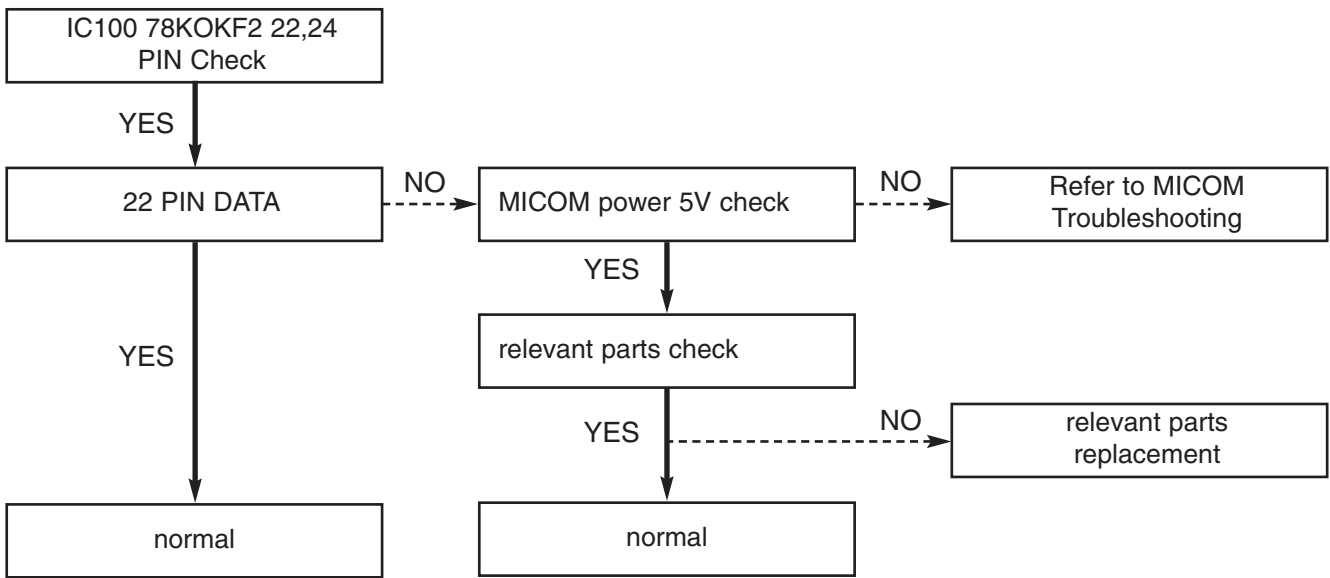 IC100 78KOKF2 22,24
PIN Check
YES
22 PIN DATA
NO
MICOM power 5V check
NO
Refer to MICOM
Troubleshooting
YES
relevant parts check
YES
YES
NO
relevant parts
replacement
normal
normal